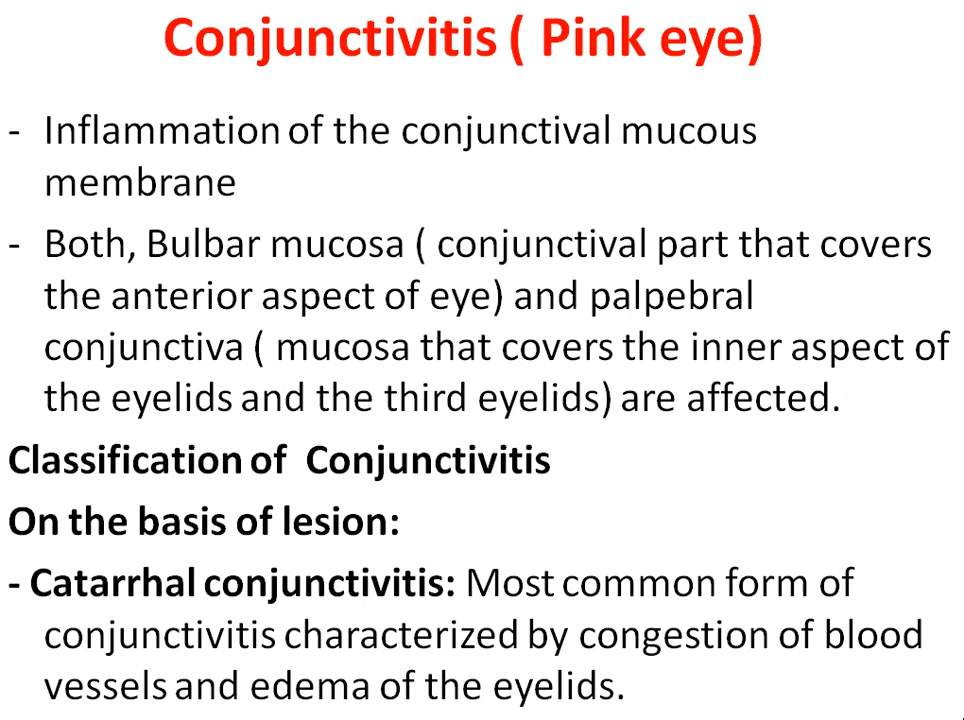 Conjunctivitis ( Pink eye)
- Inflammation of the conjunctival mucous
membrane
- Both, Bulbar mucosa ( conjunctival part that covers
the anterior aspect of eye) and palpebral
conjunctiva ( mucosa that covers the inner aspect of
the eyelids and the third eyelids) are affected.
Classification of Conjunctivitis
On the basis of lesion:
- Catarrhal conjunctivitis: Most common form of
conjunctivitis characterized by congestion of blood
vessels and edema of the eyelids.